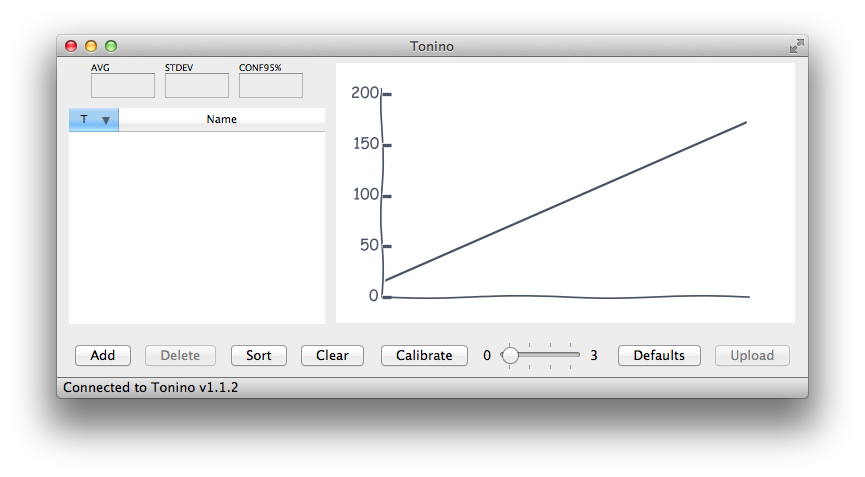 Tonino
AVG STDEV CONF95%
T Name
200
150
100
50
0
Add Delete Sort Clear Calibrate 0 3 Defaults Upload
Connected to Tonino v1.1.2